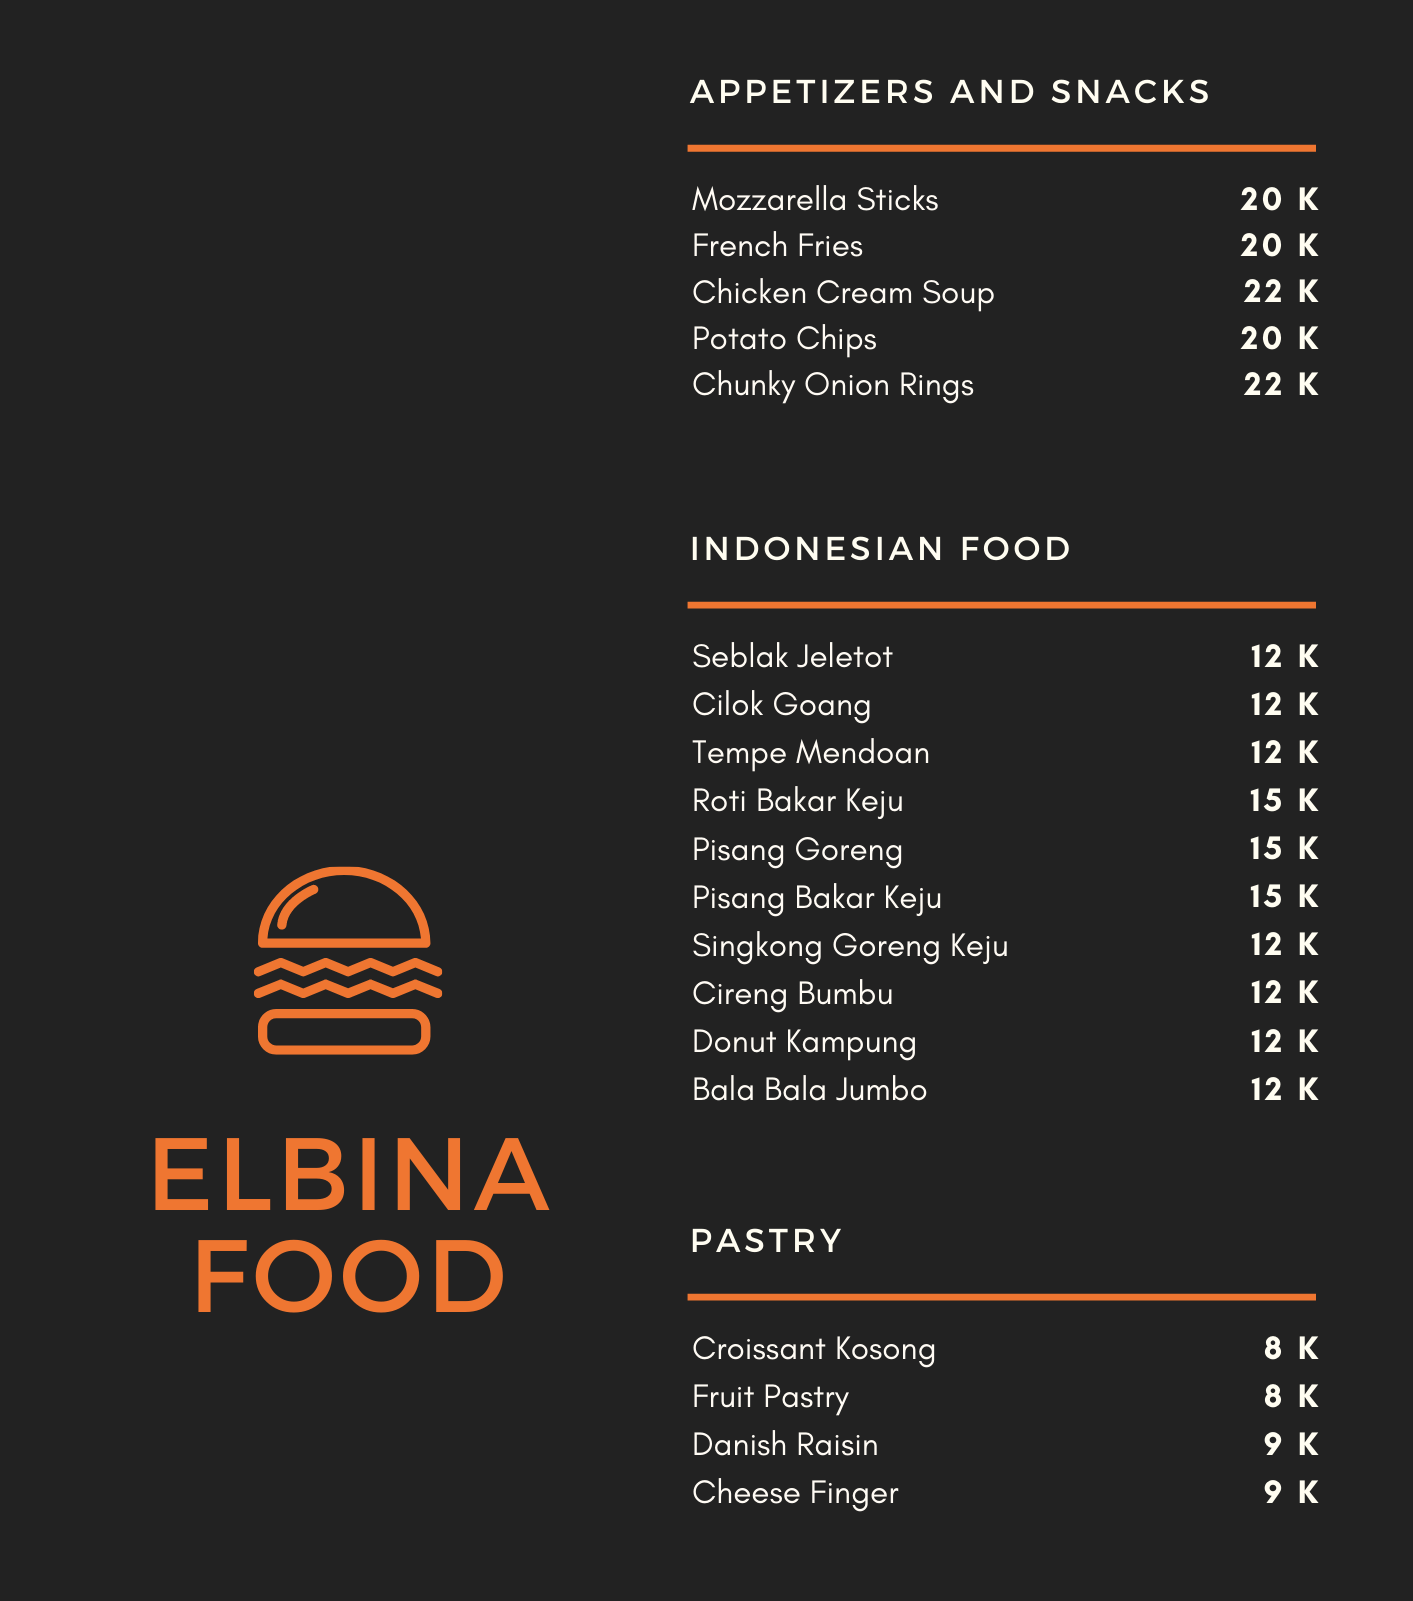 APPETIZERS AND SNACKS
Mozzarella Sticks 20 K
French Fries 20 K
Chicken Cream Soup 22 K
Potato Chips 20 K
Chunky Onion Rings 22 K
INDONESIAN FOOD
Seblak Jeletot 12 K
Cilok Goang 12 K
Tempe Mendoan 12 K
Roti Bakar Keju 15 K
Pisang Goreng 15 K
Pisang Bakar Keju 15 K
Singkong Goreng Keju 12 K
Cireng Bumbu 12 K
Donut Kampung 12 K
Bala Bala Jumbo 12 K
ELBINA
FOOD
PASTRY
Croissant Kosong 8 K
Fruit Pastry 8 K
Danish Raisin 9 K
Cheese Finger 9 K